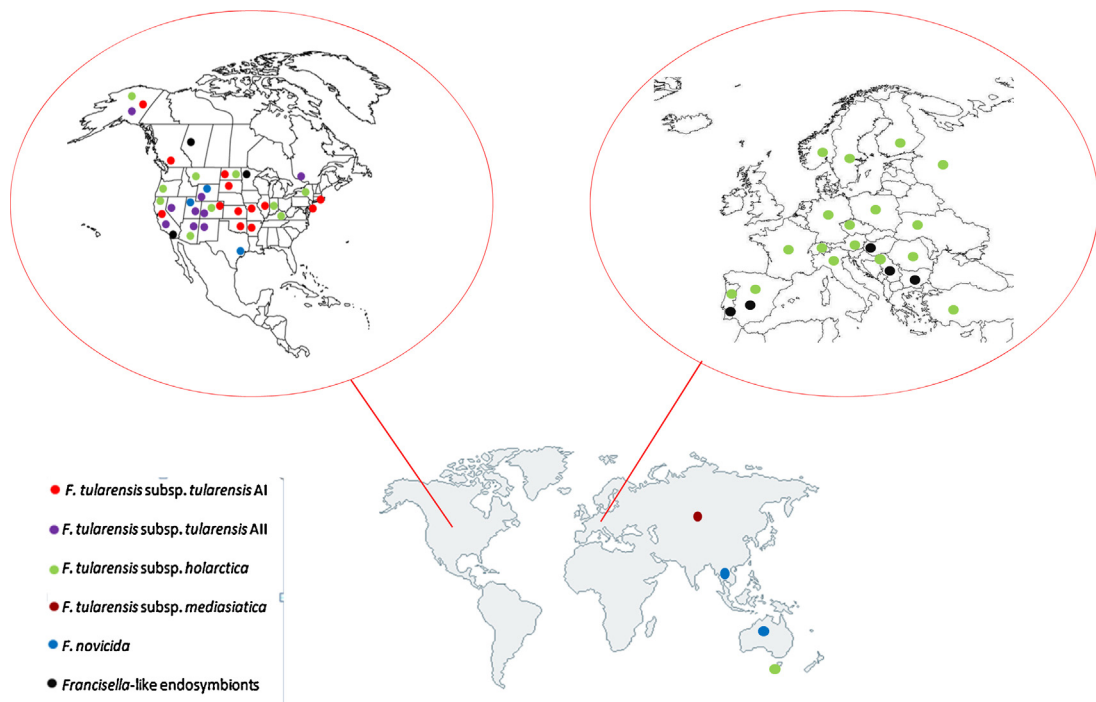 F. tularensis subsp. tularensis AI
F. tularensis subsp. tularensis AII
F. tularensis subsp. holarctica
F. tularensis subsp. mediasiatica
F. novicida
Francisella-like endosymbionts